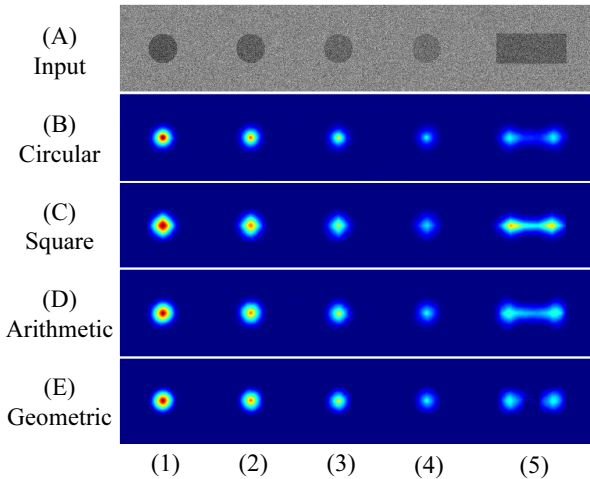 (A)
Input
(B)
Circular
(C)
Square
(D)
Arithmetic
(E)
Geometric
(1) (2) (3) (4) (5)